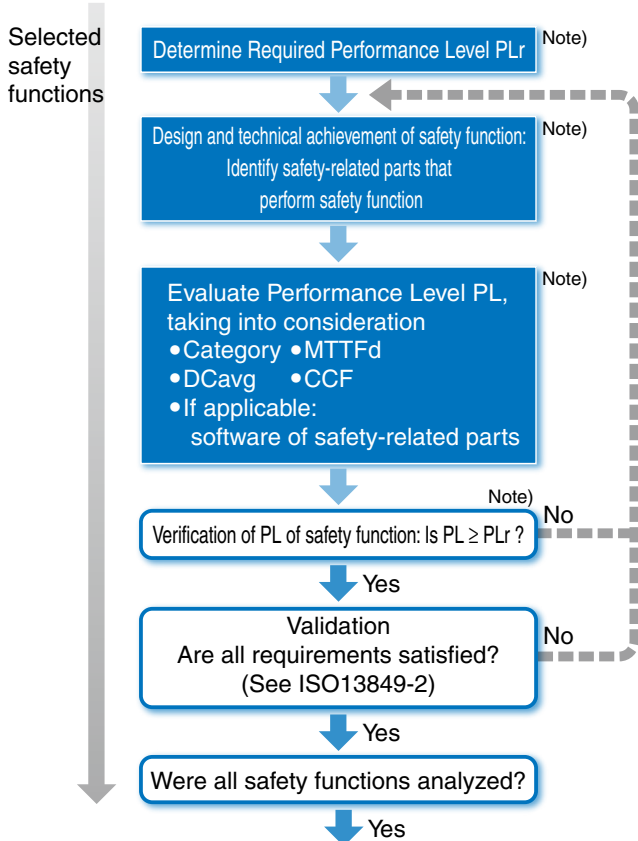 Selected
safety
functions
Determine Required Performance Level PLr
Note)
Design and technical achievement of safety function:
Identify safety-related parts that
perform safety function
Note)
Evaluate Performance Level PL,
taking into consideration
•Category •MTTFd
•DCavg •CCF
•If applicable:
software of safety-related parts
Note)
Note)
Verification of PL of safety function: Is PL ≥ PLr ?
No
Yes
Validation
Are all requirements satisfied?
(See ISO13849-2)
No
Yes
Were all safety functions analyzed?
Yes